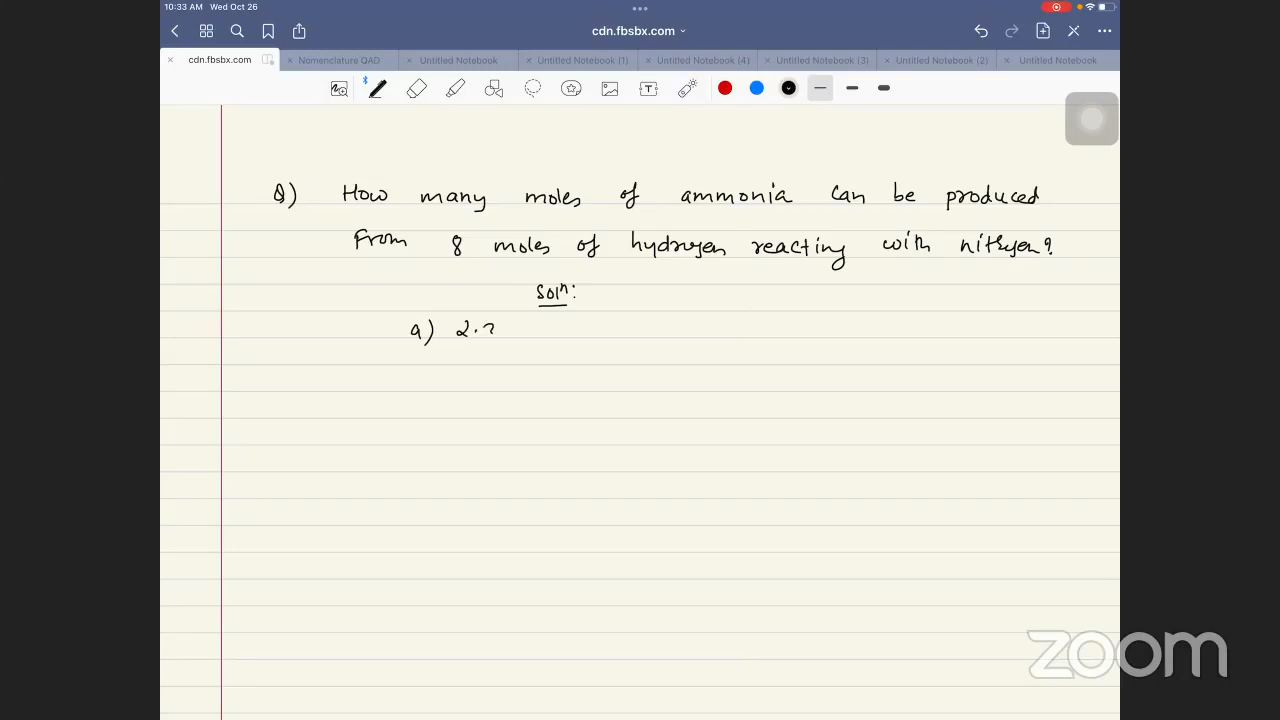 10:33 AM Wed Oct 26
cdn.fbsbx.com
cdn.fbsbx.com
Nomenclature QAD
Untitled Notebook
Untitled Notebook (1)
Untitled Notebook (4)
Untitled Notebook (3)
Untitled Notebook (2)
Untitled Notebook
Q) How many moles of ammonia can be produced
From 8 moles of hydrogen reacting with nitrogen?
Solⁿ:
a) 2.
zoom